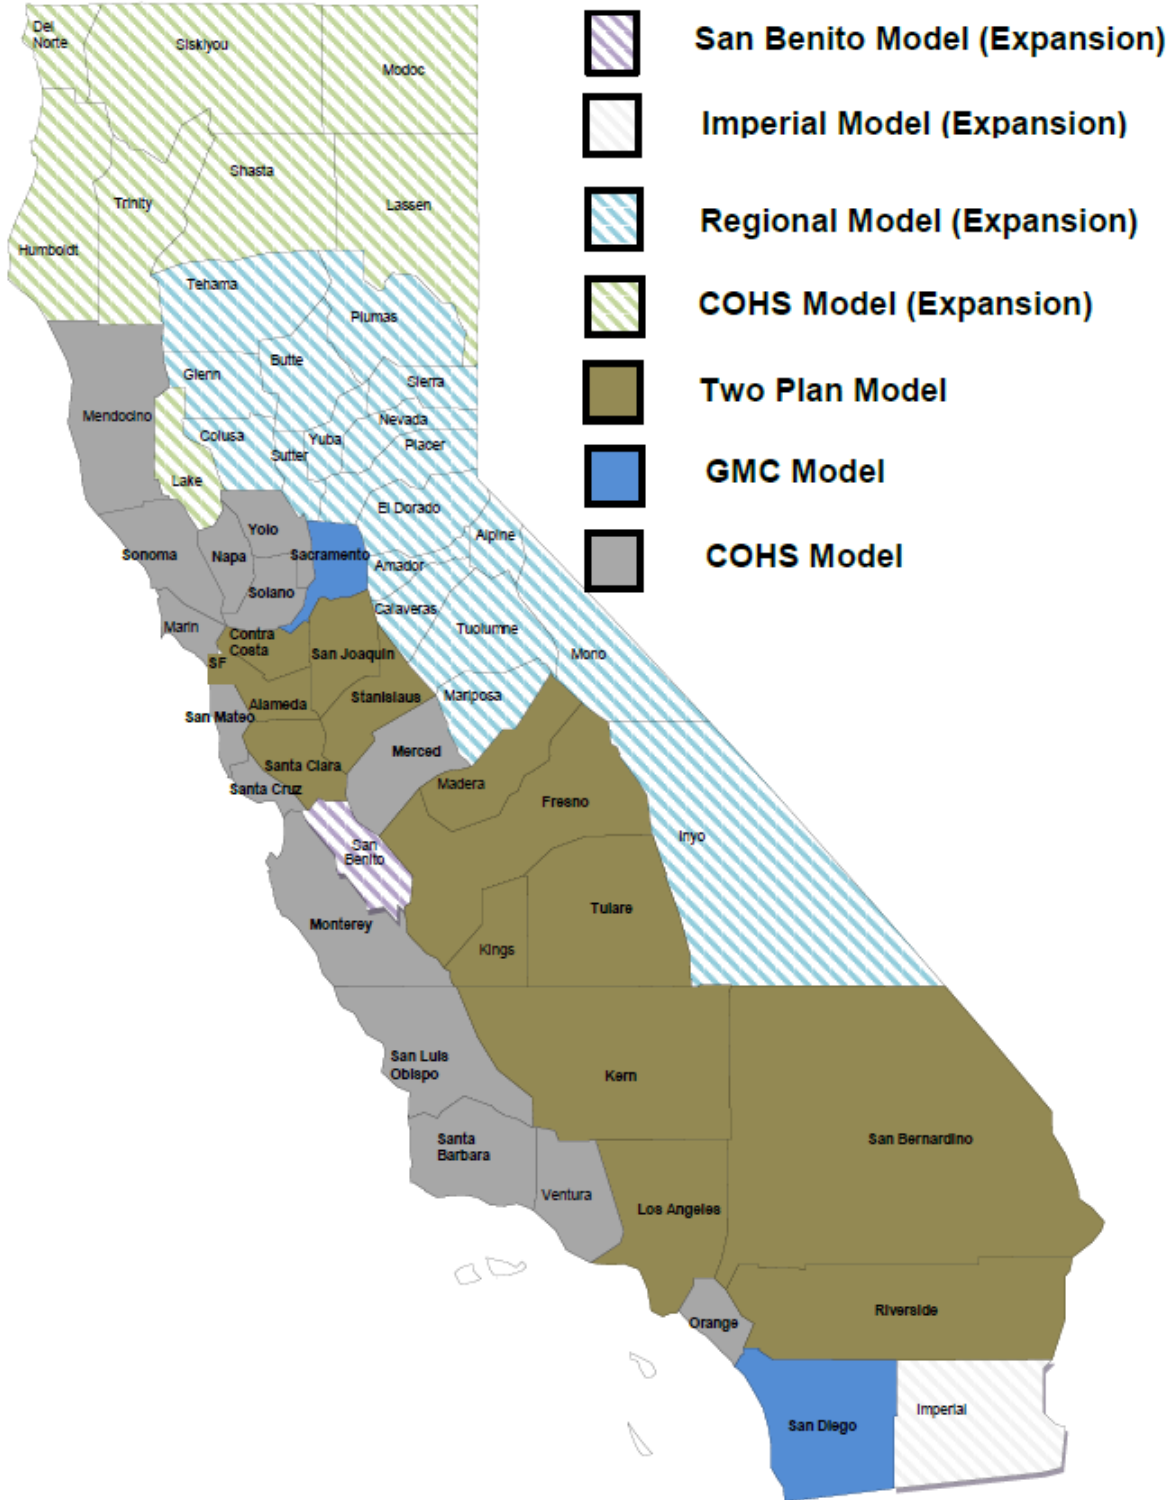 San Benito Model (Expansion)
Imperial Model (Expansion)
Regional Model (Expansion)
COHS Model (Expansion)
Two Plan Model
GMC Model
COHS Model
Del
Norte
Siskiyou
Modoc
Shasta
Trinity
Lassen
Humboldt
Tehama
Plumas
Butte
Glenn
Sierra
Mendocino
Nevada
Colusa
Yuba
Placer
Sutter
Lake
El Dorado
Yolo
Alpine
Sonoma
Napa
Sacramento
Amador
Solano
Calaveras
Marin
Contra
Costa
Tuolumne
San Joaquin
Mono
SF
Stanislaus
Mariposa
Alameda
San Mateo
Merced
Santa Clara
Madera
Santa Cruz
Fresno
San
Benito
Inyo
Tulare
Monterey
Kings
San Luis
Obispo
Kern
Santa
Barbara
San Bernardino
Ventura
Los Angeles
Riverside
Orange
Imperial
San Diego